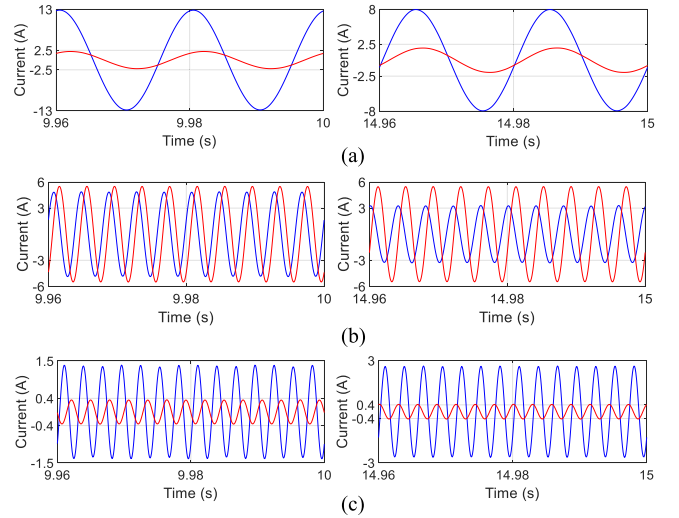 13
2.5
-2.5
-13
Current (A)
9.96
9.98
10
Time (s)
8
2.5
-2.5
-8
Current (A)
14.96
14.98
15
Time (s)
(a)
6
3
-3
-6
Current (A)
9.96
9.98
10
Time (s)
6
3
-3
-6
Current (A)
14.96
14.98
15
Time (s)
(b)
1.5
0.4
-0.4
-1.5
Current (A)
9.96
9.98
10
Time (s)
3
0.4
-0.4
-3
Current (A)
14.96
14.98
15
Time (s)
(c)